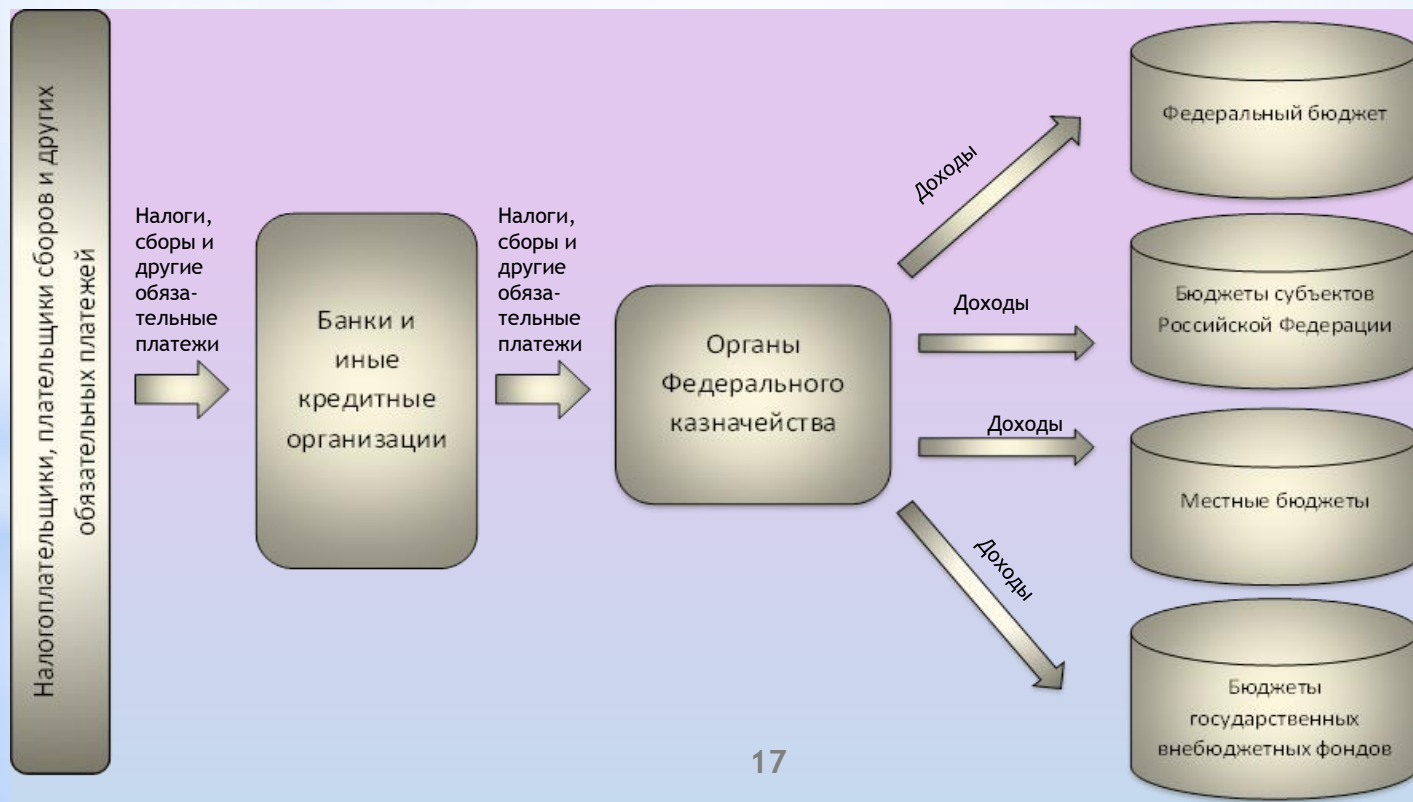 Налогоплательщики, плательщики сборов и других
обязательных платежей
Налоги,
сборы и
другие
обяза-
тельные
платежи
Банки и
иные
кредитные
организации
Налоги,
сборы и
другие
обяза-
тельные
платежи
Органы
Федерального
казначейства
Доходы
Доходы
Доходы
Доходы
Федеральный бюджет
Бюджеты субъектов
Российской Федерации
Местные бюджеты
Бюджеты
государственных
внебюджетных фондов
17